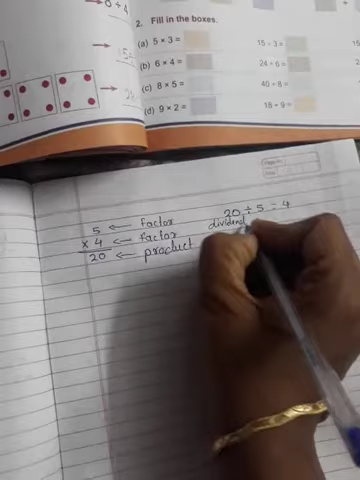 2. Fill in the boxes.
(a) 5 × 3 =
15 ÷ 3 =
(b) 6 × 4 =
24 ÷ 6 =
(c) 8 × 5 =
40 ÷ 8 =
(d) 9 × 2 =
18 ÷ 9 =
5 ← factor
× 4 ← factor
20 ← product
20 ÷ 5 = 4
dividend